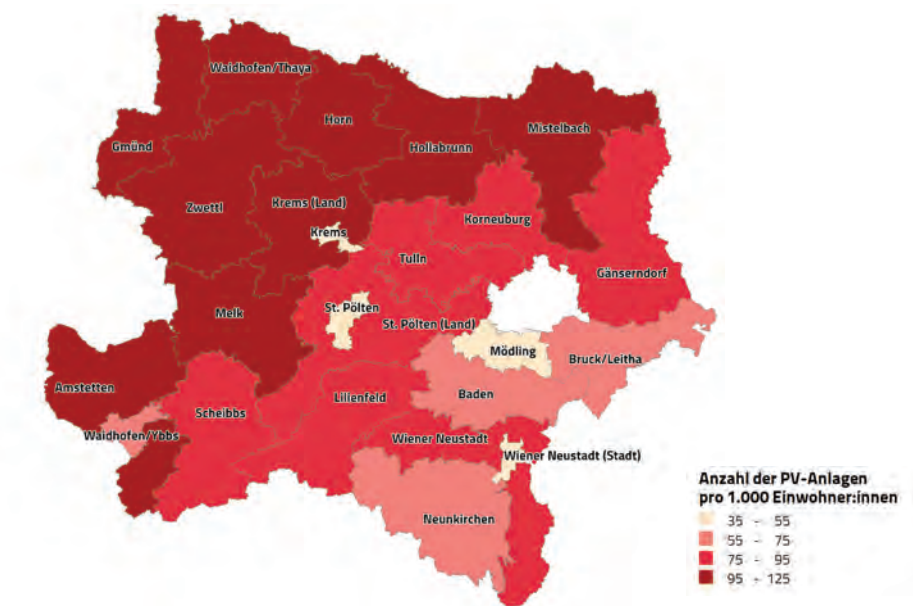 Waidhofen/Thaya
Horn
Mistelbach
Gmünd
Hollabrunn
Zwettl
Krems (Land)
Korneuburg
Krems
Tulln
Gänserndorf
St. Pölten
Melk
St. Pölten (Land)
Mödling
Bruck/Leitha
Amstetten
Baden
Lilienfeld
Scheibbs
Waidhofen/Ybbs
Wiener Neustadt
Wiener Neustadt (Stadt)
Neunkirchen
Anzahl der PV-Anlagen
pro 1.000 Einwohner:innen
35 - 55
55 - 75
75 - 95
95 - 125